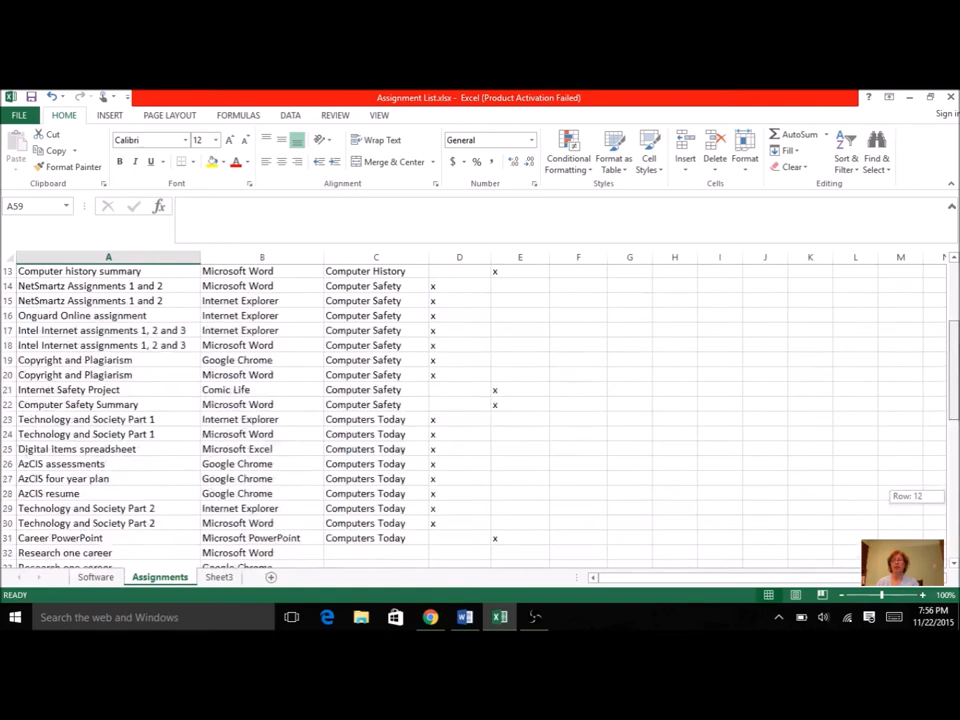 Assignment List.xlsx - Excel (Product Activation Failed)
FILE HOME INSERT PAGE LAYOUT FORMULAS DATA REVIEW VIEW Sign in
Paste Cut Copy Format Painter Clipboard
Calibri 12 A A B I U A Font
Wrap Text Merge & Center Alignment
General $ % , Number
Conditional Formatting Format as Table Cell Styles Styles
Insert Delete Format Cells
AutoSum Fill Clear Sort & Filter Find & Select Editing
A59 fx
A B C D E F G H I J K L M
13 Computer history summary Microsoft Word Computer History x
14 NetSmartz Assignments 1 and 2 Microsoft Word Computer Safety x
15 NetSmartz Assignments 1 and 2 Internet Explorer Computer Safety x
16 Onguard Online assignment Internet Explorer Computer Safety x
17 Intel Internet assignments 1, 2 and 3 Internet Explorer Computer Safety x
18 Intel Internet assignments 1, 2 and 3 Microsoft Word Computer Safety x
19 Copyright and Plagiarism Google Chrome Computer Safety x
20 Copyright and Plagiarism Microsoft Word Computer Safety x
21 Internet Safety Project Comic Life Computer Safety x
22 Computer Safety Summary Microsoft Word Computer Safety x
23 Technology and Society Part 1 Internet Explorer Computers Today x
24 Technology and Society Part 1 Microsoft Word Computers Today x
25 Digital items spreadsheet Microsoft Excel Computers Today x
26 AzCIS assessments Google Chrome Computers Today x
27 AzCIS four year plan Google Chrome Computers Today x
28 AzCIS resume Google Chrome Computers Today x
Row: 12
29 Technology and Society Part 2 Internet Explorer Computers Today x
30 Technology and Society Part 2 Microsoft Word Computers Today x
31 Career PowerPoint Microsoft PowerPoint Computers Today x
32 Research one career Microsoft Word
Research one career Google Chrome
Software Assignments Sheet3
READY 100%
Search the web and Windows
7:56 PM
11/22/2015